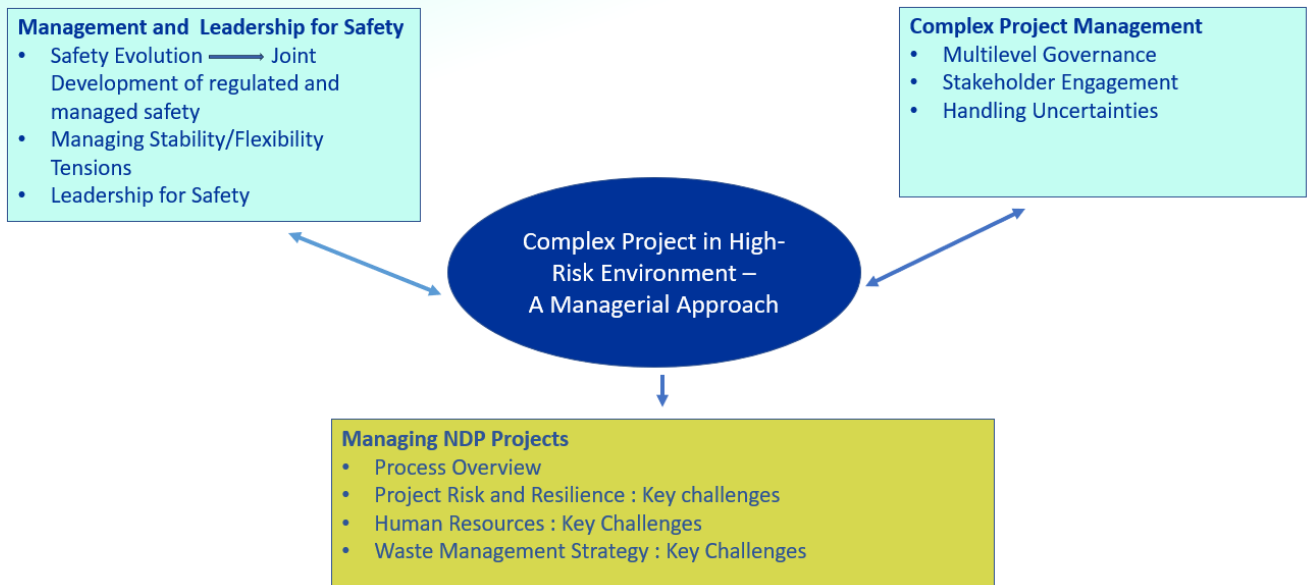 Management and Leadership for Safety
• Safety Evolution ⟶ Joint
Development of regulated and
managed safety
• Managing Stability/Flexibility
Tensions
• Leadership for Safety
Complex Project Management
• Multilevel Governance
• Stakeholder Engagement
• Handling Uncertainties
Complex Project in High-
Risk Environment –
A Managerial Approach
Managing NDP Projects
• Process Overview
• Project Risk and Resilience : Key challenges
• Human Resources : Key Challenges
• Waste Management Strategy : Key Challenges